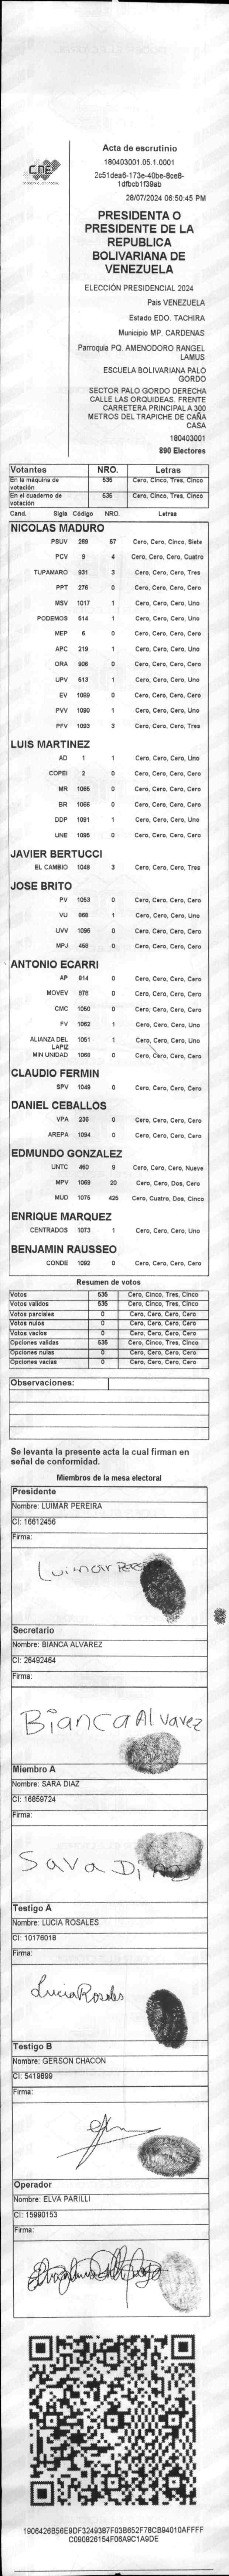 CNE
Acta de escrutinio
180403001.05.1.0001
2c51dea6-173e-40be-8ce8-
1dfbcb1f39ab
28/07/2024 06:50:45 PM
PRESIDENTA O
PRESIDENTE DE LA
REPUBLICA
BOLIVARIANA DE
VENEZUELA
ELECCIÓN PRESIDENCIAL 2024
País VENEZUELA
Estado EDO. TACHIRA
Municipio MP. CARDENAS
Parroquia PQ. AMENODORO RANGEL
LAMUS
ESCUELA BOLIVARIANA PALO
GORDO
SECTOR PALO GORDO DERECHA
CALLE LAS ORQUIDEAS. FRENTE
CARRETERA PRINCIPAL A 300
METROS DEL TRAPICHE DE CAÑA
CASA
180403001
890 Electores
Votantes NRO. Letras
En la máquina de votación 535 Cero, Cinco, Tres, Cinco
En el cuaderno de votación 535 Cero, Cinco, Tres, Cinco
Cand. Sigla Código NRO. Letras
NICOLAS MADURO
PSUV 269 57 Cero, Cero, Cinco, Siete
PCV 9 4 Cero, Cero, Cero, Cuatro
TUPAMARO 931 3 Cero, Cero, Cero, Tres
PPT 276 0 Cero, Cero, Cero, Cero
MSV 1017 1 Cero, Cero, Cero, Uno
PODEMOS 514 1 Cero, Cero, Cero, Uno
MEP 6 0 Cero, Cero, Cero, Cero
APC 219 1 Cero, Cero, Cero, Uno
ORA 906 0 Cero, Cero, Cero, Cero
UPV 513 1 Cero, Cero, Cero, Uno
EV 1089 0 Cero, Cero, Cero, Cero
PVV 1090 1 Cero, Cero, Cero, Uno
PFV 1093 3 Cero, Cero, Cero, Tres
LUIS MARTINEZ
AD 1 1 Cero, Cero, Cero, Uno
COPEI 2 0 Cero, Cero, Cero, Cero
MR 1065 0 Cero, Cero, Cero, Cero
BR 1066 0 Cero, Cero, Cero, Cero
DDP 1091 1 Cero, Cero, Cero, Uno
UNE 1095 0 Cero, Cero, Cero, Cero
JAVIER BERTUCCI
EL CAMBIO 1048 3 Cero, Cero, Cero, Tres
JOSE BRITO
PV 1053 0 Cero, Cero, Cero, Cero
VU 868 1 Cero, Cero, Cero, Uno
UVV 1096 0 Cero, Cero, Cero, Cero
MPJ 458 0 Cero, Cero, Cero, Cero
ANTONIO ECARRI
AP 914 0 Cero, Cero, Cero, Cero
MOVEV 878 0 Cero, Cero, Cero, Cero
CMC 1050 0 Cero, Cero, Cero, Cero
FV 1062 1 Cero, Cero, Cero, Uno
ALIANZA DEL LAPIZ 1051 1 Cero, Cero, Cero, Uno
MIN UNIDAD 1068 0 Cero, Cero, Cero, Cero
CLAUDIO FERMIN
SPV 1049 0 Cero, Cero, Cero, Cero
DANIEL CEBALLOS
VPA 236 0 Cero, Cero, Cero, Cero
AREPA 1094 0 Cero, Cero, Cero, Cero
EDMUNDO GONZALEZ
UNTC 460 9 Cero, Cero, Cero, Nueve
MPV 1069 20 Cero, Cero, Dos, Cero
MUD 1075 425 Cero, Cuatro, Dos, Cinco
ENRIQUE MARQUEZ
CENTRADOS 1073 1 Cero, Cero, Cero, Uno
BENJAMIN RAUSSEO
CONDE 1092 0 Cero, Cero, Cero, Cero
Resumen de votos
Votos 535 Cero, Cinco, Tres, Cinco
Votos validos 535 Cero, Cinco, Tres, Cinco
Votos parciales 0 Cero, Cero, Cero, Cero
Votos nulos 0 Cero, Cero, Cero, Cero
Votos vacios 0 Cero, Cero, Cero, Cero
Opciones validas 535 Cero, Cinco, Tres, Cinco
Opciones nulas 0 Cero, Cero, Cero, Cero
Opciones vacias 0 Cero, Cero, Cero, Cero
Observaciones:
Se levanta la presente acta la cual firman en
señal de conformidad.
Miembros de la mesa electoral
Presidente
Nombre: LUIMAR PEREIRA
CI: 16612456
Firma:
Luimar Pereira
Secretario
Nombre: BIANCA ALVAREZ
CI: 26492464
Firma:
Bianca Alvarez
Miembro A
Nombre: SARA DIAZ
CI: 16859724
Firma:
Sara Diaz
Testigo A
Nombre: LUCIA ROSALES
CI: 10176018
Firma:
Lucia Rosales
Testigo B
Nombre: GERSON CHACON
CI: 5419899
Firma:
Operador
Nombre: ELVA PARILLI
CI: 15990153
Firma:
1906426B56E9DF3249387F03B652F78CB94010AFFFF
C090826154F06A9C1A9DE